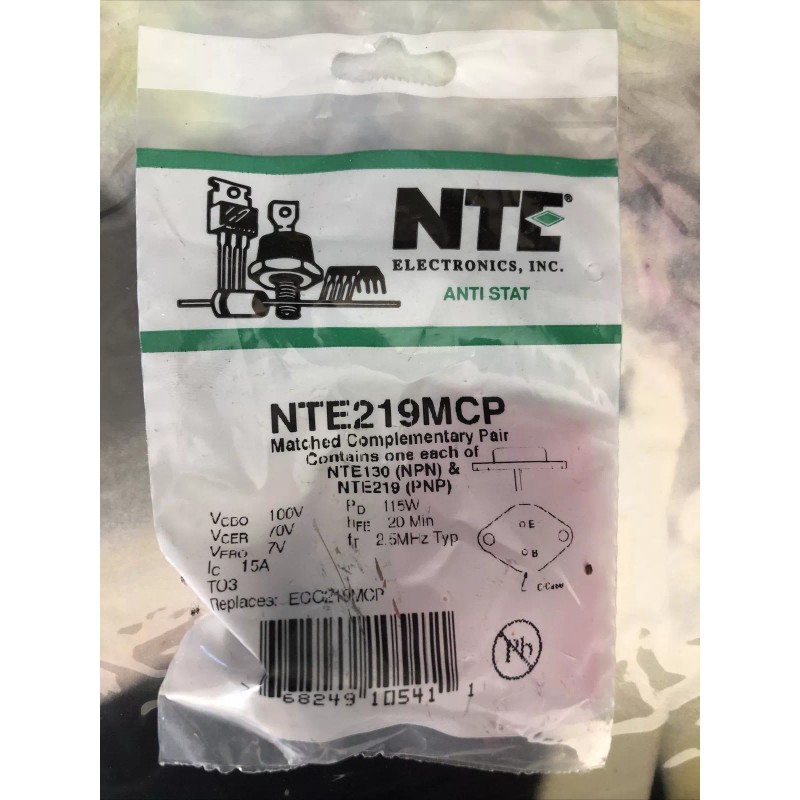 NTE®
ELECTRONICS, INC.
ANTI STAT
NTE219MCP
Matched Complementary Pair
Contains one each of
NTE130 (NPN) &
NTE219 (PNP)
VCBO 100V
VCER 70V
VEBO 7V
IC 15A
TO3
PD 115W
hFE 20 Min
fT 2.5MHz Typ
E
B
C/Case
Replaces: ECG219MCP
68249 10541 1
Pb